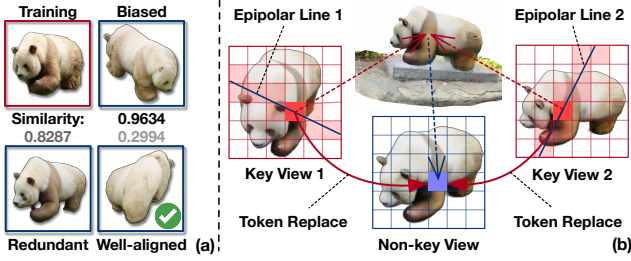 Training Biased
Similarity: 0.9634
0.8287 0.2994
Redundant Well-aligned (a)
Epipolar Line 1 Epipolar Line 2
Key View 1 Key View 2
Token Replace Token Replace
Non-key View (b)